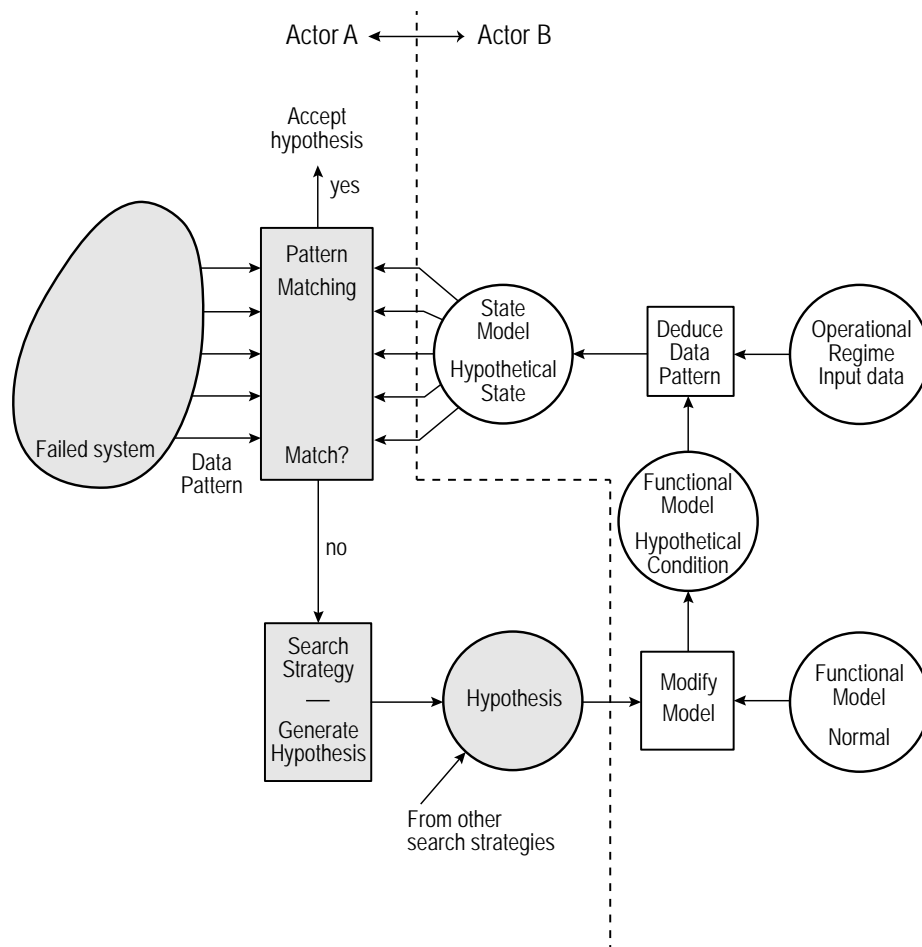 Actor A
Actor B
Accept
hypothesis
yes
Pattern
Matching
Match?
Failed system
Data
Pattern
State
Model
Hypothetical
State
Deduce
Data
Pattern
Operational
Regime
Input data
Functional
Model
Hypothetical
Condition
no
Search
Strategy
—
Generate
Hypothesis
Hypothesis
From other
search strategies
Modify
Model
Functional
Model
Normal